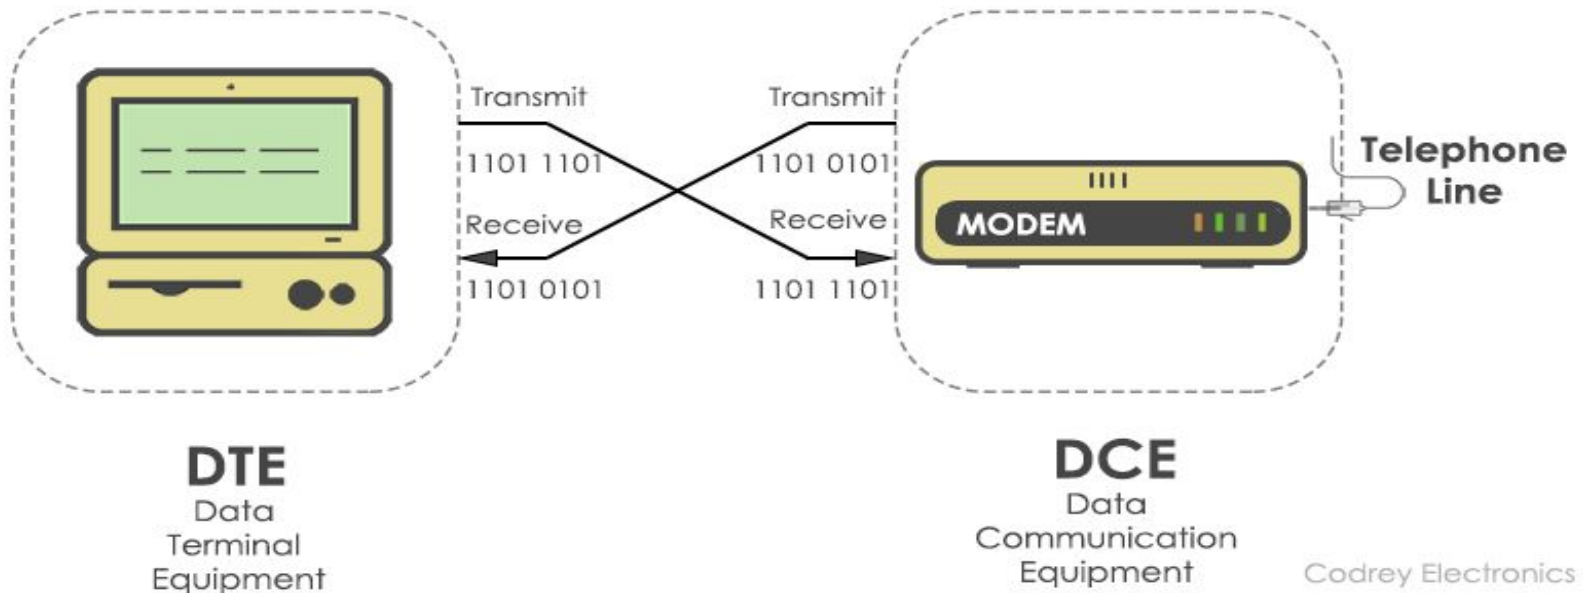 Transmit
1101 1101
Receive
1101 0101
Transmit
1101 0101
Receive
1101 1101
MODEM
Telephone
Line
DTE
Data
Terminal
Equipment
DCE
Data
Communication
Equipment
Codrey Electronics